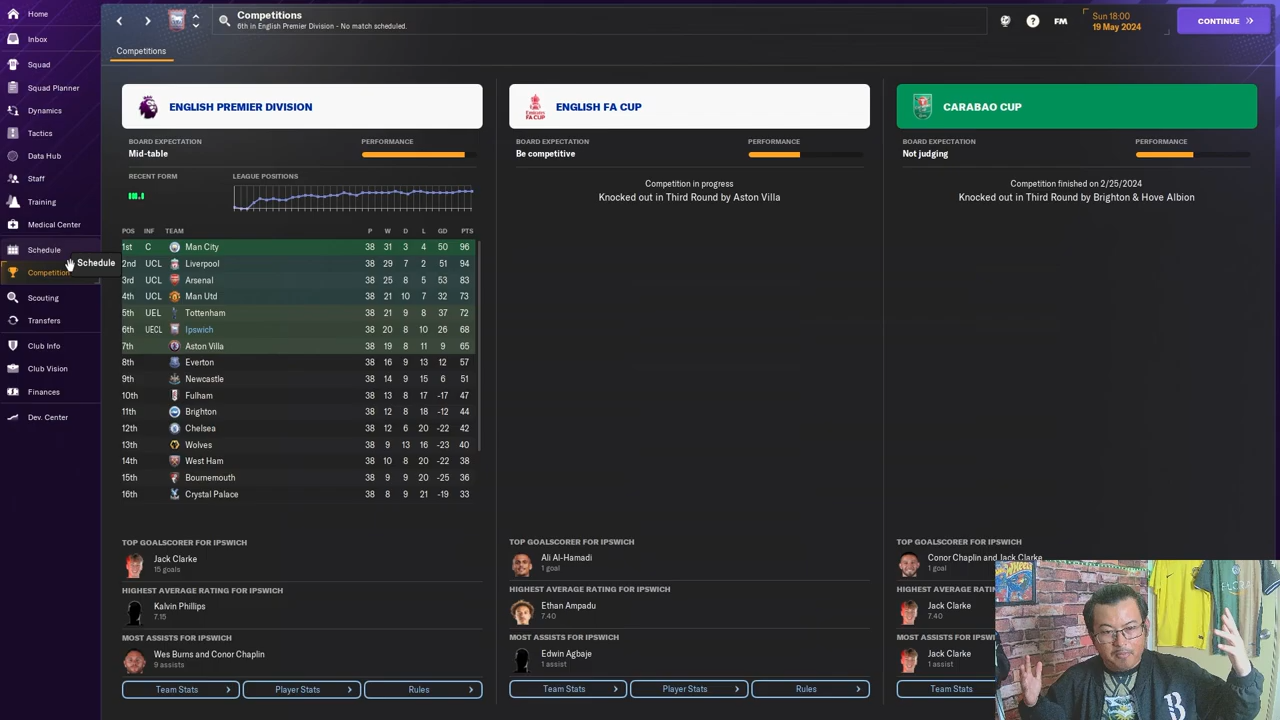 Home
Inbox
Squad
Squad Planner
Dynamics
Tactics
Data Hub
Staff
Training
Medical Center
Schedule
Competition
Schedule
Scouting
Transfers
Club Info
Club Vision
Finances
Dev. Center
Competitions
6th in English Premier Division - No match scheduled.
? FM
Sun 18:00
19 May 2024
CONTINUE
Competitions
ENGLISH PREMIER DIVISION
BOARD EXPECTATION PERFORMANCE
Mid-table
RECENT FORM LEAGUE POSITIONS
POS INF TEAM P W D L GD PTS
1st C Man City 38 31 3 4 50 96
2nd UCL Liverpool 38 29 7 2 51 94
3rd UCL Arsenal 38 25 8 5 53 83
4th UCL Man Utd 38 21 10 7 32 73
5th UEL Tottenham 38 21 9 8 37 72
6th UECL Ipswich 38 20 8 10 26 68
7th Aston Villa 38 19 8 11 9 65
8th Everton 38 16 9 13 12 57
9th Newcastle 38 14 9 15 6 51
10th Fulham 38 13 8 17 -17 47
11th Brighton 38 12 8 18 -12 44
12th Chelsea 38 12 6 20 -22 42
13th Wolves 38 9 13 16 -23 40
14th West Ham 38 10 8 20 -22 38
15th Bournemouth 38 9 9 20 -25 36
16th Crystal Palace 38 8 9 21 -19 33
TOP GOALSCORER FOR IPSWICH
Jack Clarke
15 goals
HIGHEST AVERAGE RATING FOR IPSWICH
Kalvin Phillips
7.15
MOST ASSISTS FOR IPSWICH
Wes Burns and Conor Chaplin
9 assists
Team Stats
Player Stats
Rules
ENGLISH FA CUP
BOARD EXPECTATION PERFORMANCE
Be competitive
Competition in progress
Knocked out in Third Round by Aston Villa
TOP GOALSCORER FOR IPSWICH
Ali Al-Hamadi
1 goal
HIGHEST AVERAGE RATING FOR IPSWICH
Ethan Ampadu
7.40
MOST ASSISTS FOR IPSWICH
Edwin Agbaje
1 assist
Team Stats
Player Stats
Rules
CARABAO CUP
BOARD EXPECTATION PERFORMANCE
Not judging
Competition finished on 2/25/2024
Knocked out in Third Round by Brighton & Hove Albion
TOP GOALSCORER FOR IPSWICH
Conor Chaplin and Jack Clarke
1 goal
HIGHEST AVERAGE RATING FOR
Jack Clarke
7.40
MOST ASSISTS FOR IPSW
Jack Clarke
1 assist
Team Stats